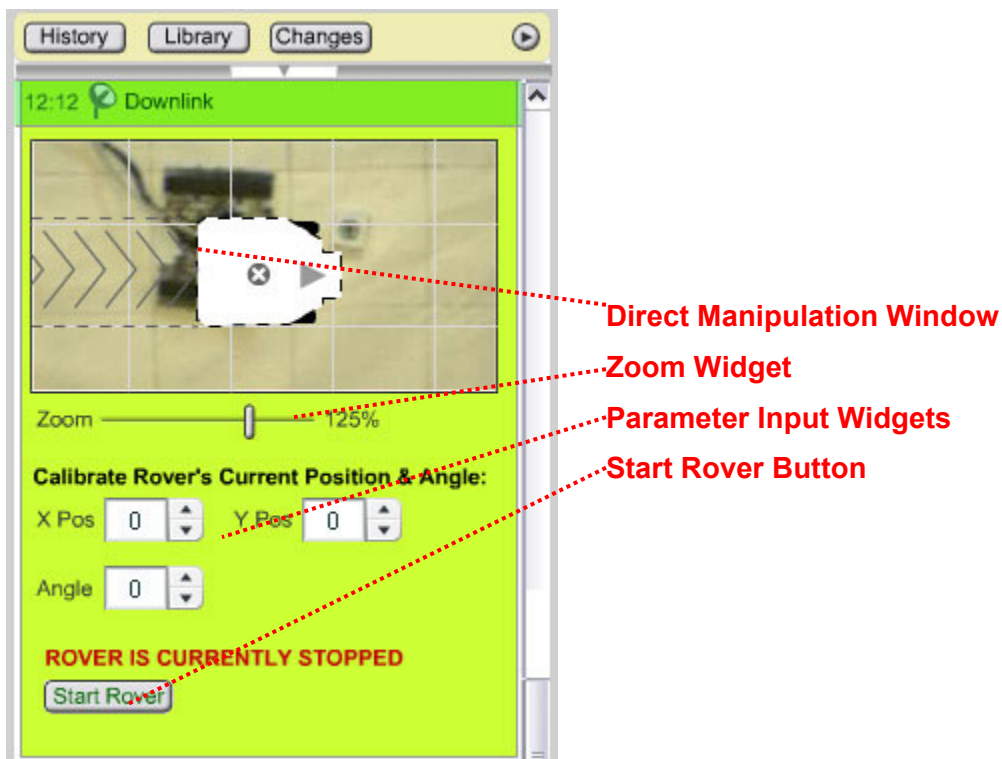 History Library Changes
12:12 Downlink
Direct Manipulation Window
Zoom Widget
Zoom 125%
Parameter Input Widgets
Calibrate Rover's Current Position & Angle:
Start Rover Button
X Pos 0 Y Pos 0
Angle 0
ROVER IS CURRENTLY STOPPED
Start Rover